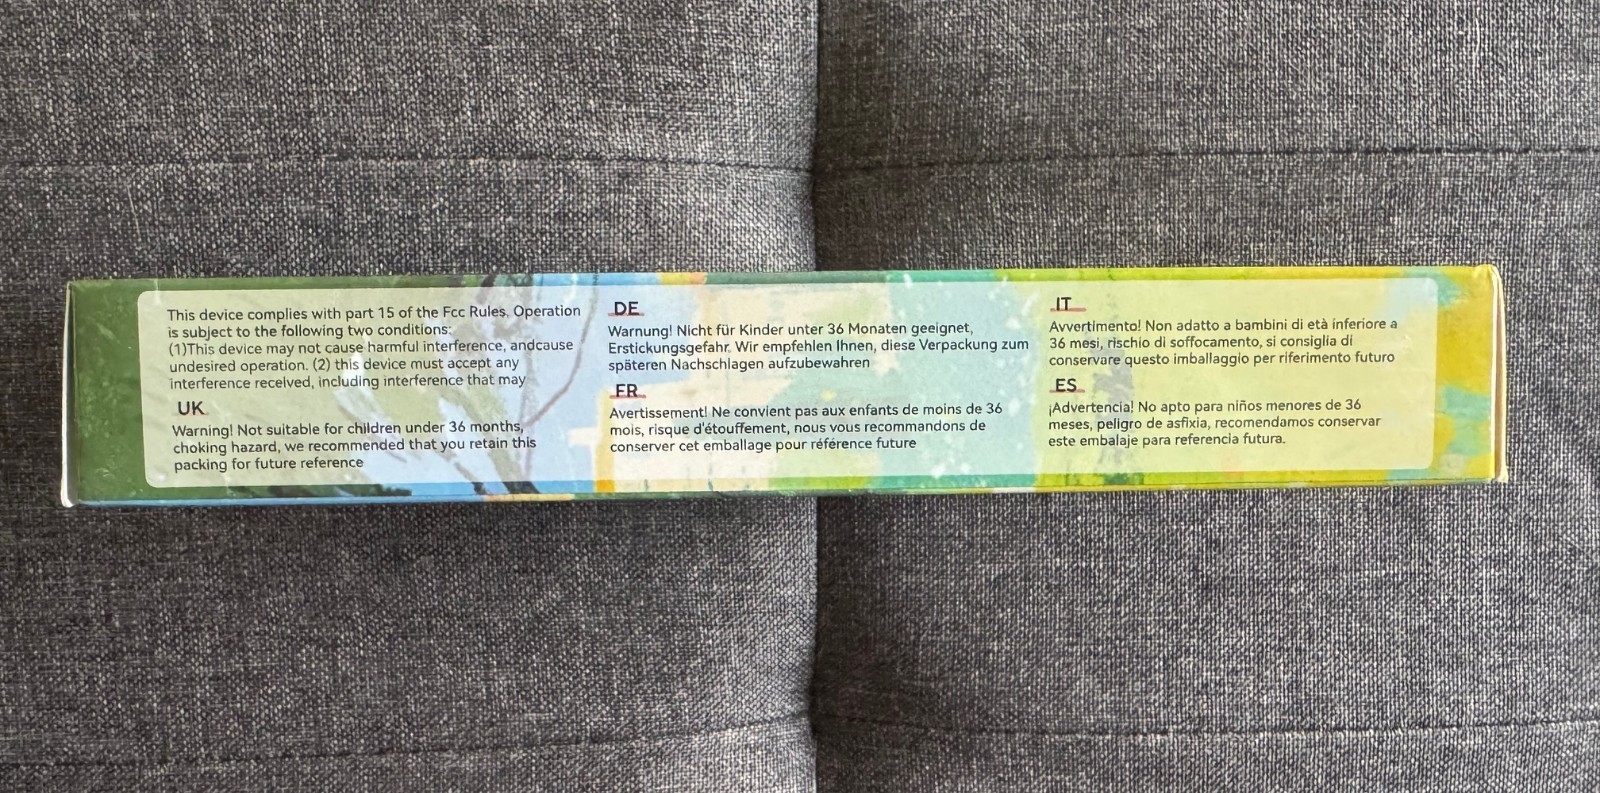 This device complies with part 15 of the Fcc Rules. Operation
is subject to the following two conditions:
(1)This device may not cause harmful interference, andcause
undesired operation. (2) this device must accept any
interference received, including interference that may
UK
Warning! Not suitable for children under 36 months,
choking hazard, we recommended that you retain this
packing for future reference
DE
Warnung! Nicht für Kinder unter 36 Monaten geeignet,
Erstickungsgefahr. Wir empfehlen Ihnen, diese Verpackung zum
späteren Nachschlagen aufzubewahren
FR
Avertissement! Ne convient pas aux enfants de moins de 36
mois, risque d'étouffement, nous vous recommandons de
conserver cet emballage pour référence future
IT
Avvertimento! Non adatto a bambini di età inferiore a
36 mesi, rischio di soffocamento, si consiglia di
conservare questo imballaggio per riferimento futuro
ES
¡Advertencia! No apto para niños menores de 36
meses, peligro de asfixia, recomendamos conservar
este embalaje para referencia futura.